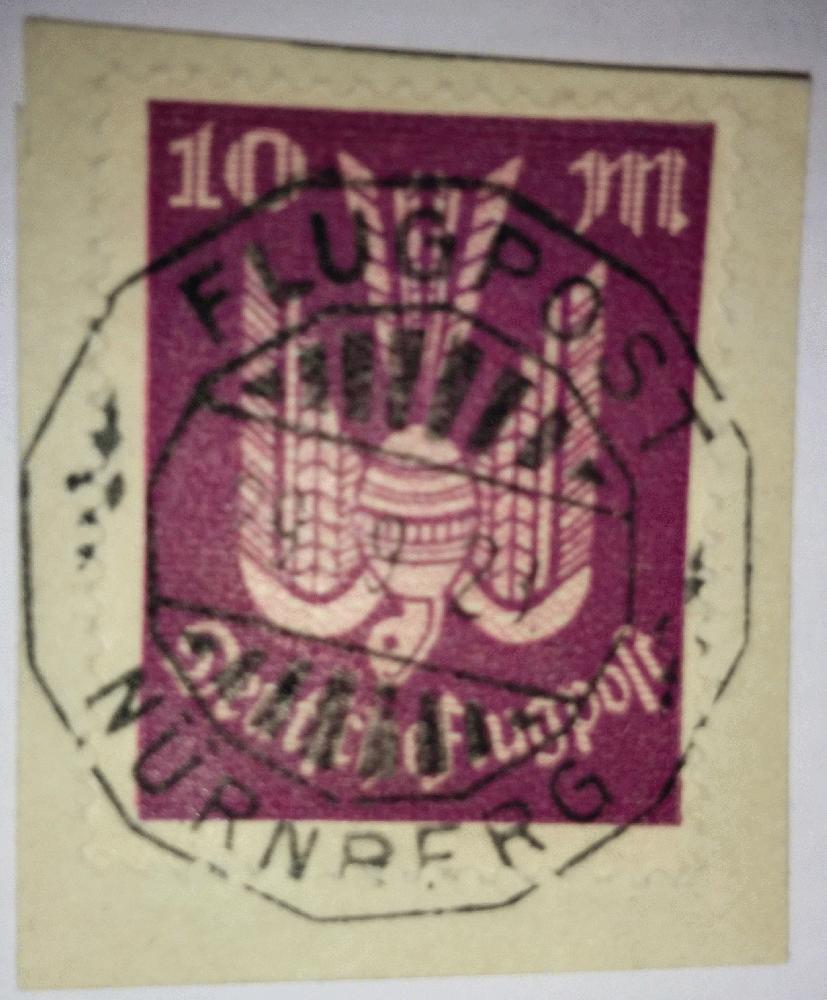 10 M
FLUGPOST
Deutsche Flugpost
NÜRNBERG